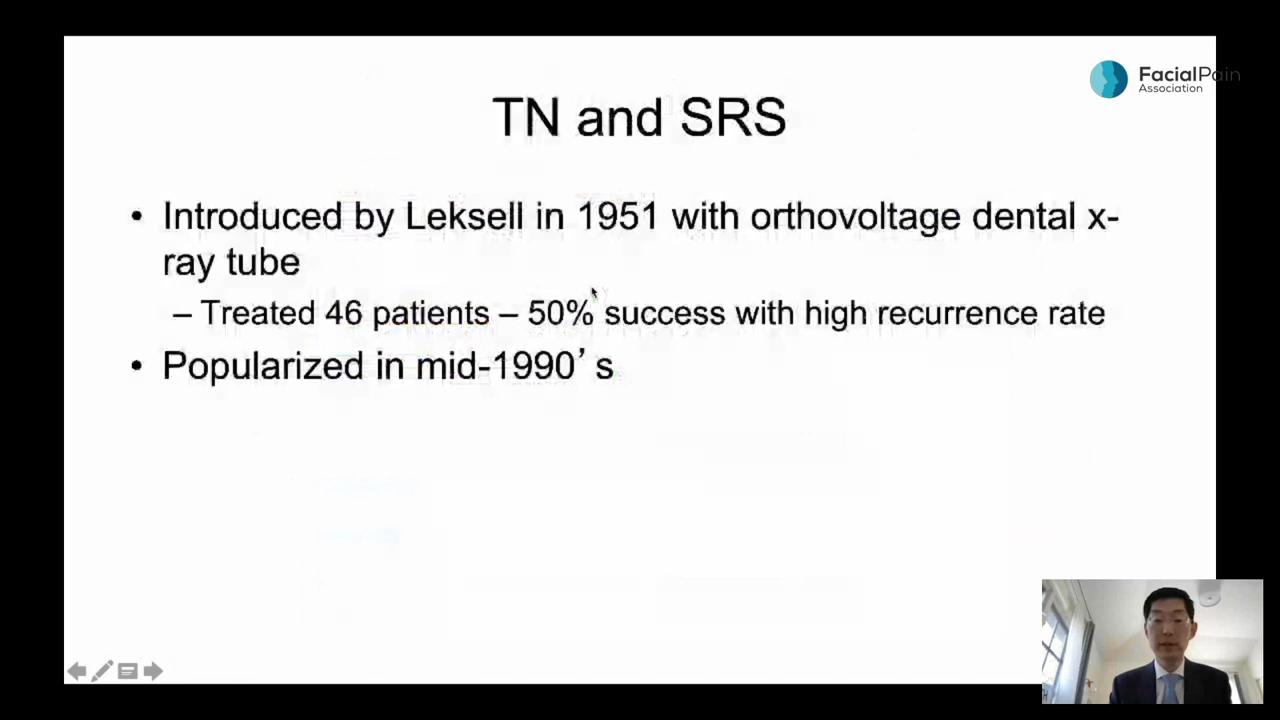 FacialPain
Association
TN and SRS
• Introduced by Leksell in 1951 with orthovoltage dental x-
ray tube
– Treated 46 patients – 50% success with high recurrence rate
• Popularized in mid-1990’s